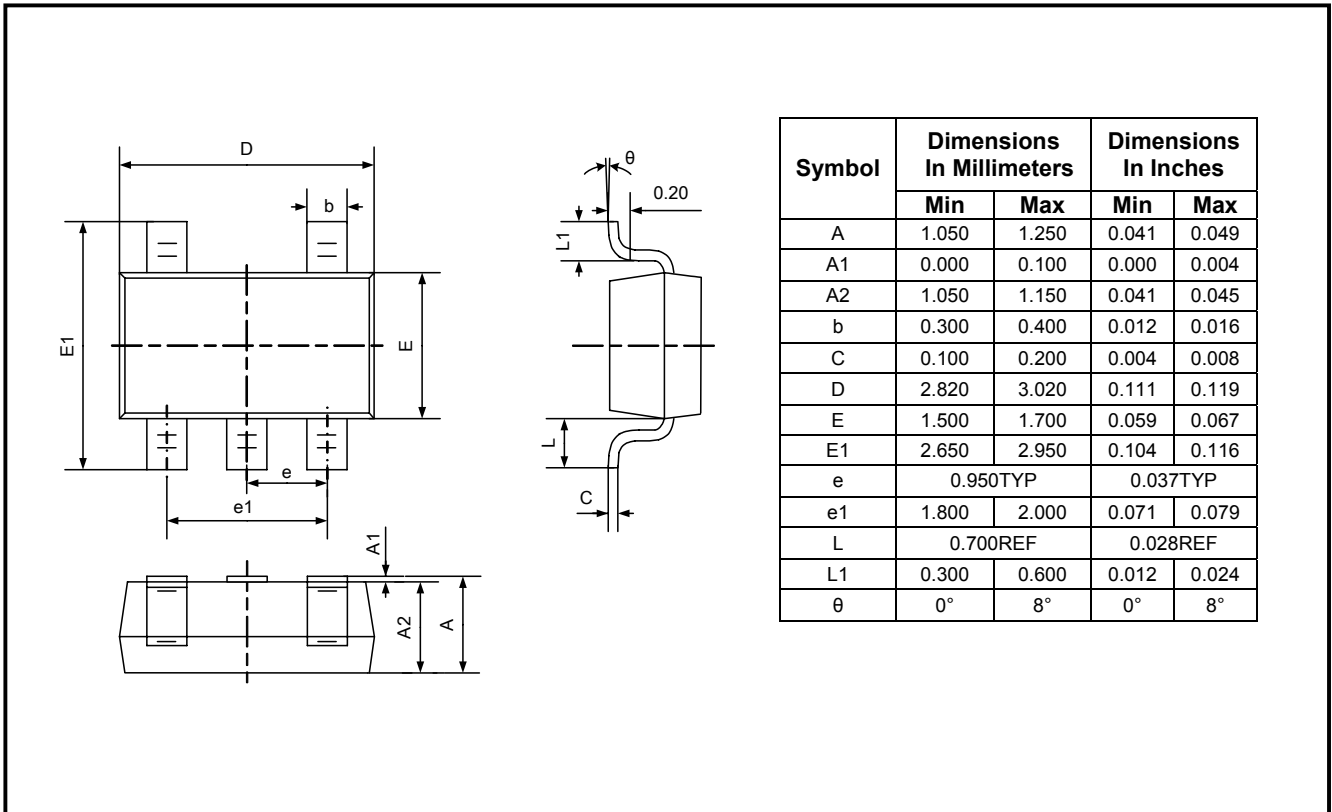 D
b
E1
E
e
e1
A1
A2
A
θ
0.20
L1
L
C
Symbol Dimensions In Millimeters Dimensions In Inches
Min Max Min Max
A 1.050 1.250 0.041 0.049
A1 0.000 0.100 0.000 0.004
A2 1.050 1.150 0.041 0.045
b 0.300 0.400 0.012 0.016
C 0.100 0.200 0.004 0.008
D 2.820 3.020 0.111 0.119
E 1.500 1.700 0.059 0.067
E1 2.650 2.950 0.104 0.116
e 0.950TYP 0.037TYP
e1 1.800 2.000 0.071 0.079
L 0.700REF 0.028REF
L1 0.300 0.600 0.012 0.024
θ 0° 8° 0° 8°